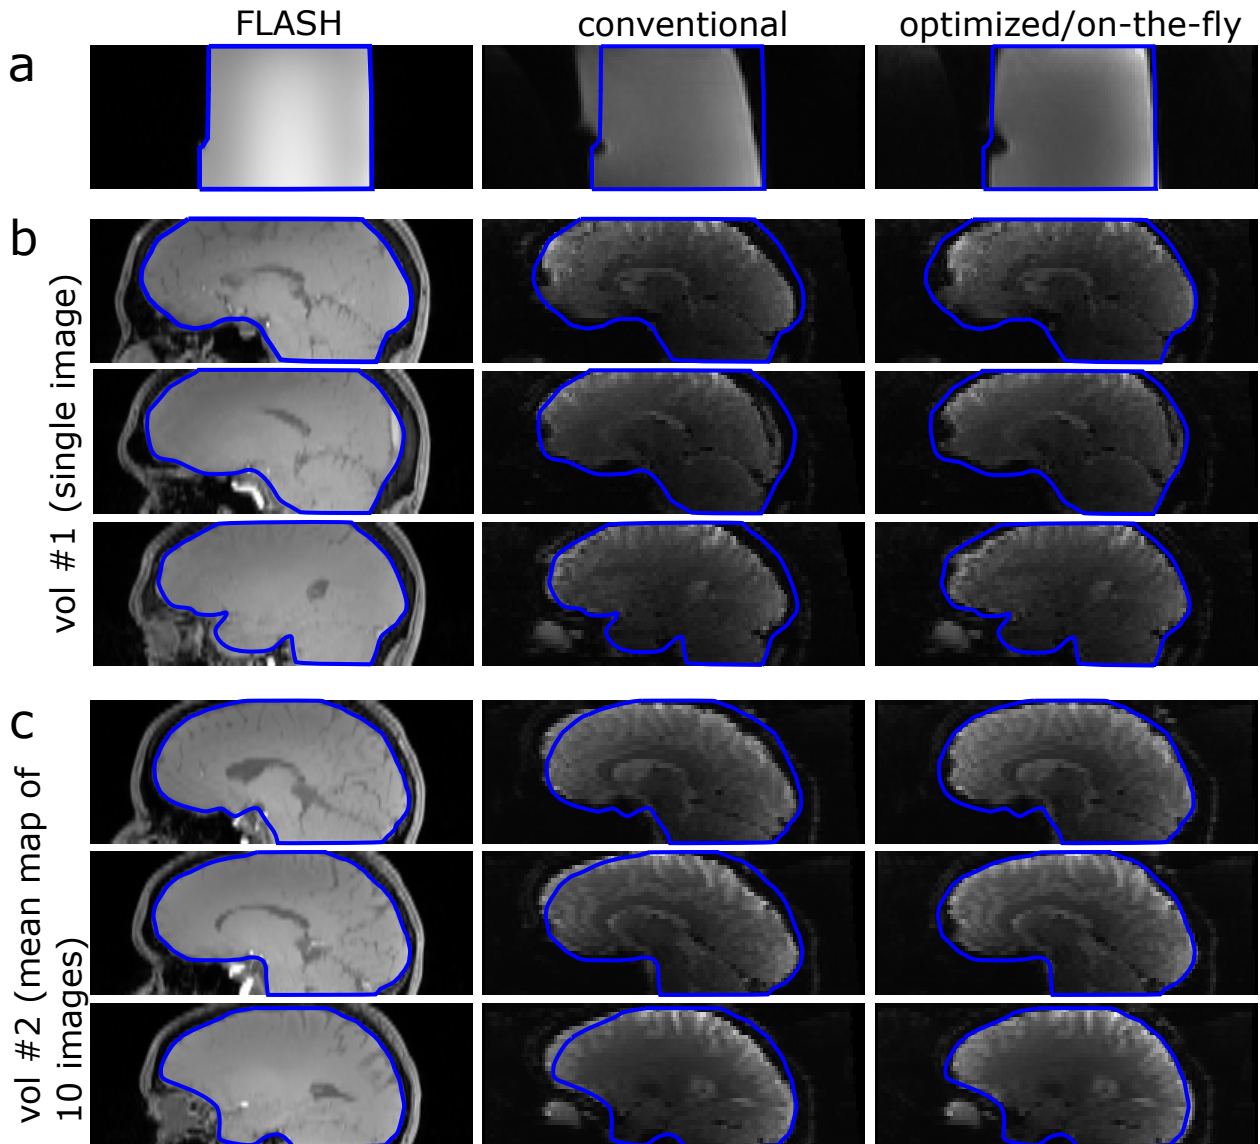 FLASH
conventional
optimized/on-the-fly
a
b
vol #1 (single image)
c
vol #2 (mean map of
10 images)